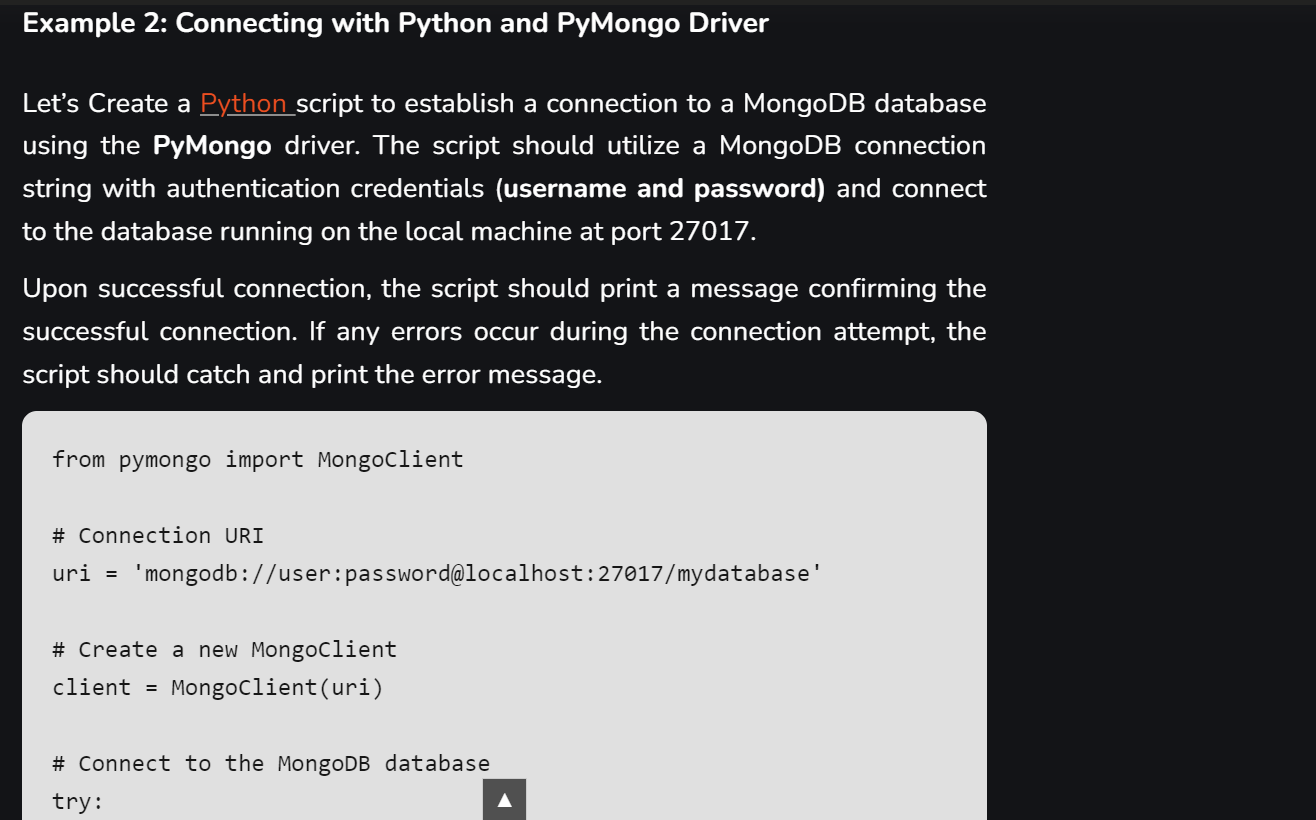 Example 2: Connecting with Python and PyMongo Driver
Let’s Create a Python script to establish a connection to a MongoDB database
using the PyMongo driver. The script should utilize a MongoDB connection
string with authentication credentials (username and password) and connect
to the database running on the local machine at port 27017.
Upon successful connection, the script should print a message confirming the
successful connection. If any errors occur during the connection attempt, the
script should catch and print the error message.
from pymongo import MongoClient
# Connection URI
uri = 'mongodb://user:password@localhost:27017/mydatabase'
# Create a new MongoClient
client = MongoClient(uri)
# Connect to the MongoDB database
try: